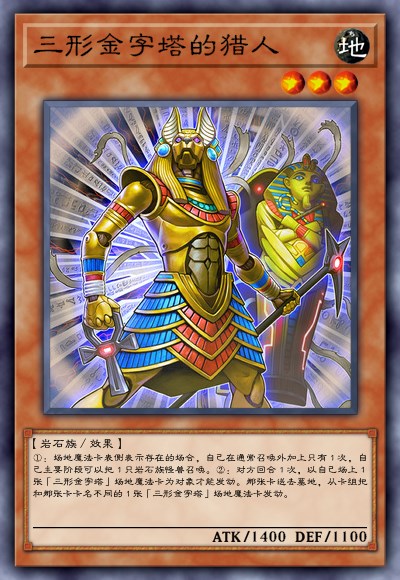 三形金字塔的猎人
地
【岩石族／效果】
①：场地魔法卡表侧表示存在的场合，自己在通常召唤外加上只有1次，自
己主要阶段可以把1只岩石族怪兽召唤。②：对方回合1次，以自己场上1
张「三形金字塔」场地魔法卡为对象才能发动。那张卡送去墓地，从卡组把
和那张卡卡名不同的1张「三形金字塔」场地魔法卡发动。
ATK/1400 DEF/1100